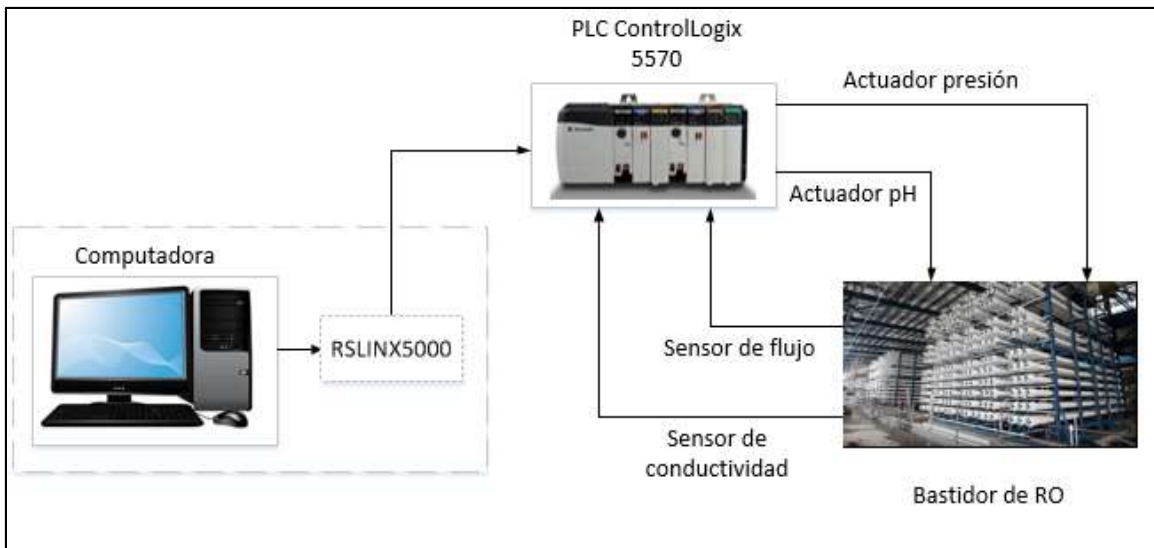 PLC ControlLogix
5570
Actuador presión
Actuador pH
Computadora
RSLINX5000
Sensor de flujo
Sensor de
conductividad
Bastidor de RO